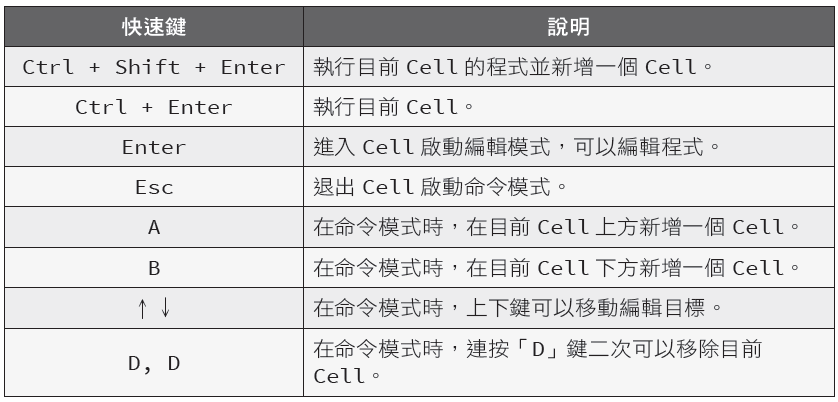 快速鍵 說明
Ctrl + Shift + Enter 執行目前 Cell 的程式並新增一個 Cell。
Ctrl + Enter 執行目前 Cell。
Enter 進入 Cell 啟動編輯模式，可以編輯程式。
Esc 退出 Cell 啟動命令模式。
A 在命令模式時，在目前 Cell 上方新增一個 Cell。
B 在命令模式時，在目前 Cell 下方新增一個 Cell。
↑ ↓ 在命令模式時，上下鍵可以移動編輯目標。
D, D 在命令模式時，連按「D」鍵二次可以移除目前
Cell。